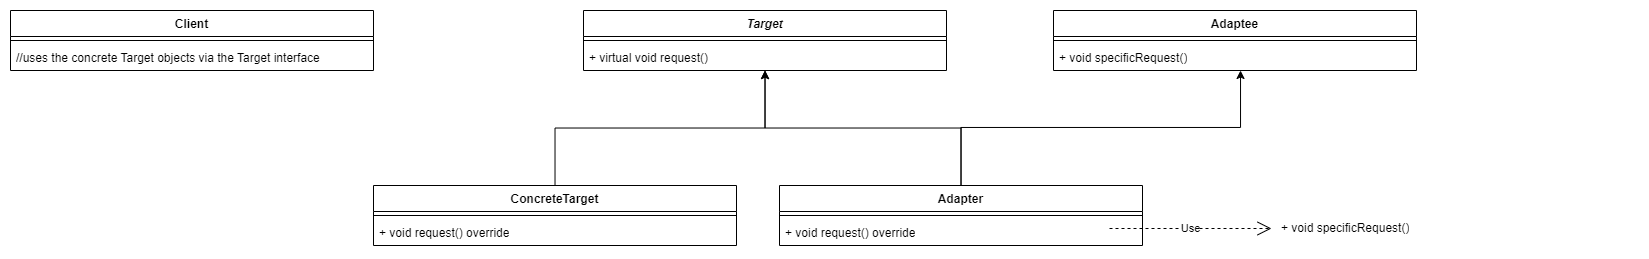 Client
//uses the concrete Target objects via the Target interface
Target
+ virtual void request()
Adaptee
+ void specificRequest()
ConcreteTarget
+ void request() override
Adapter
+ void request() override
Use
+ void specificRequest()